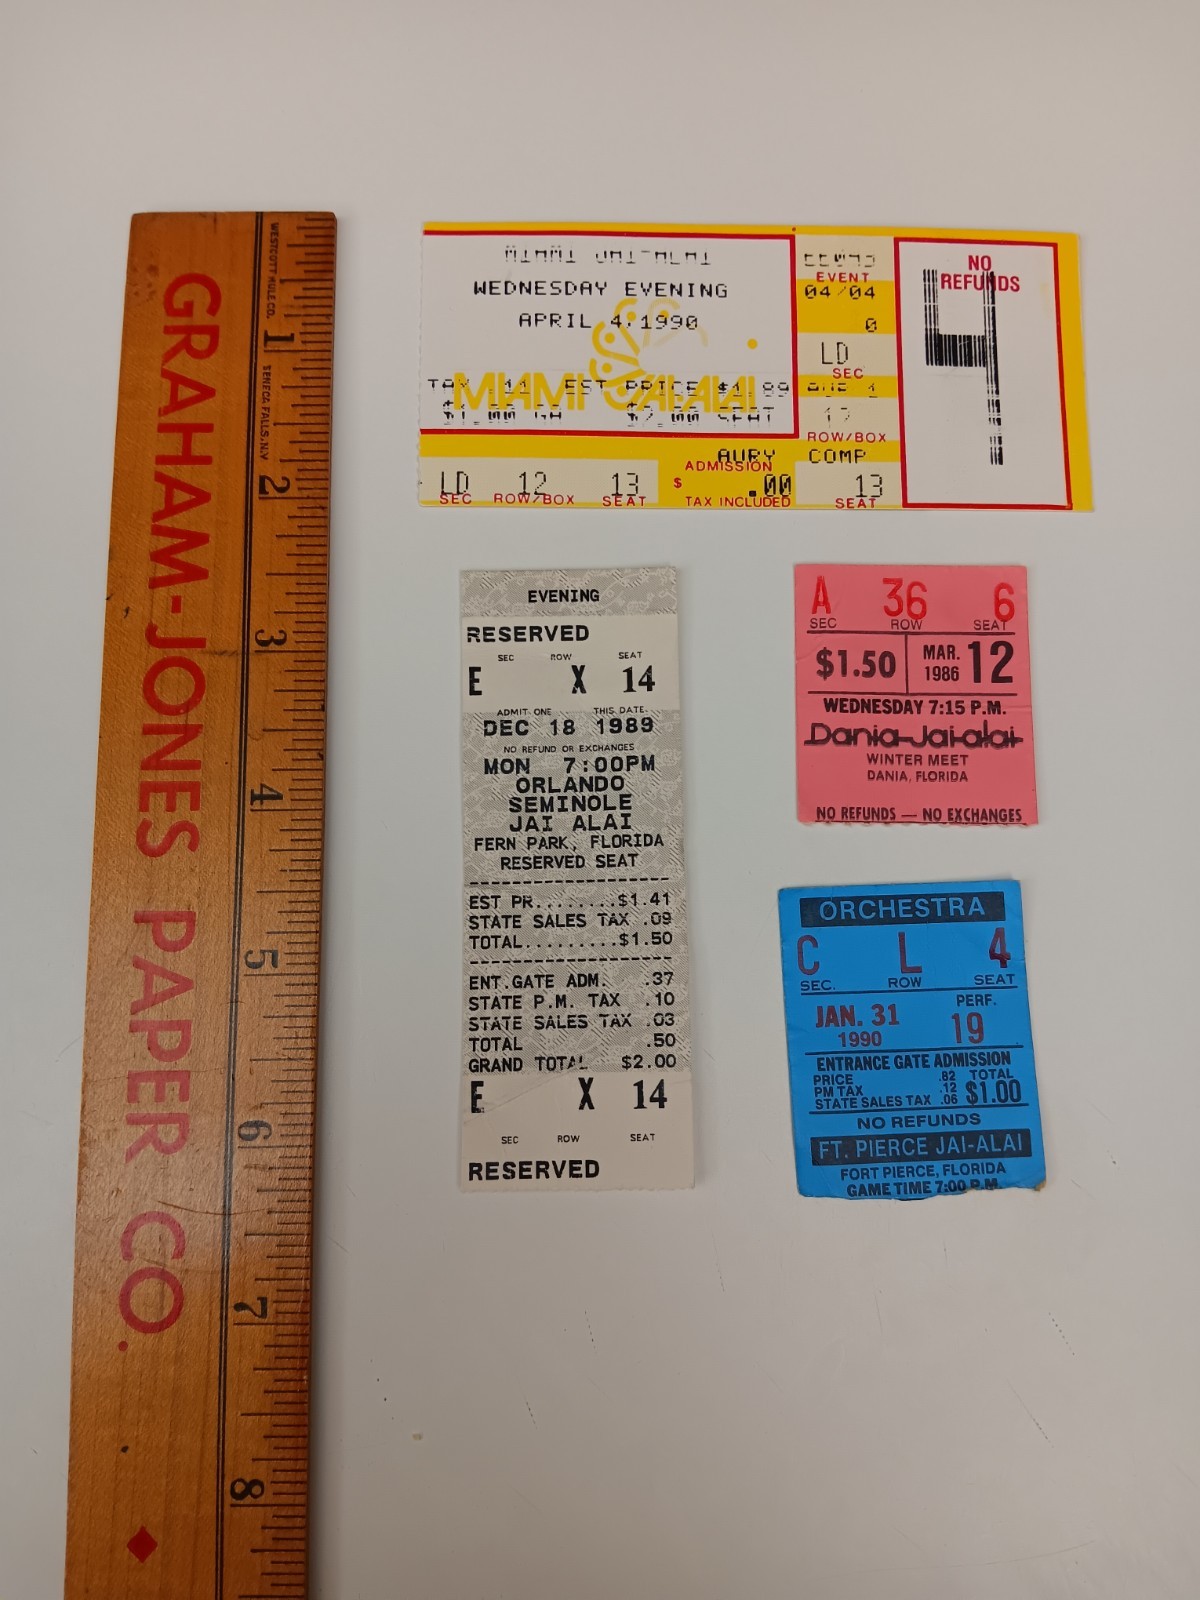 WESTCOTT RULE CO.
SENECA FALLS, N.Y.
GRAHAM-JONES PAPER CO.
1
2
3
4
5
6
7
8
MIAMI JAI-ALAI
WEDNESDAY EVENING
APRIL 4,1990
MIAMI JAI-ALAI
TAX .11 EST PRICE $1.89
$1.00 GA $2.00 SEAT
AURY COMP
LD 12 13
SEC ROW/BOX SEAT
ADMISSION
$ .00
TAX INCLUDED
EVENT
04/04
0
LD
SEC
ROW/BOX
13
SEAT
NO
REFUNDS
EVENING
RESERVED
SEC ROW SEAT
E X 14
ADMIT ONE THIS DATE
DEC 18 1989
NO REFUND OR EXCHANGES
MON 7:00PM
ORLANDO
SEMINOLE
JAI ALAI
FERN PARK, FLORIDA
RESERVED SEAT
EST PR........$1.41
STATE SALES TAX .09
TOTAL.........$1.50
ENT.GATE ADM. .37
STATE P.M. TAX .10
STATE SALES TAX .03
TOTAL .50
GRAND TOTAL $2.00
E X 14
SEC ROW SEAT
RESERVED
A 36 6
SEC ROW SEAT
$1.50 MAR. 1986 12
WEDNESDAY 7:15 P.M.
Dania Jai-alai
WINTER MEET
DANIA, FLORIDA
NO REFUNDS — NO EXCHANGES
ORCHESTRA
C L 4
SEC. ROW SEAT
JAN. 31 PERF.
1990 19
ENTRANCE GATE ADMISSION
PRICE .82 TOTAL
PM TAX .12 $1.00
STATE SALES TAX .06
NO REFUNDS
FT. PIERCE JAI-ALAI
FORT PIERCE, FLORIDA
GAME TIME 7:00 P.M.